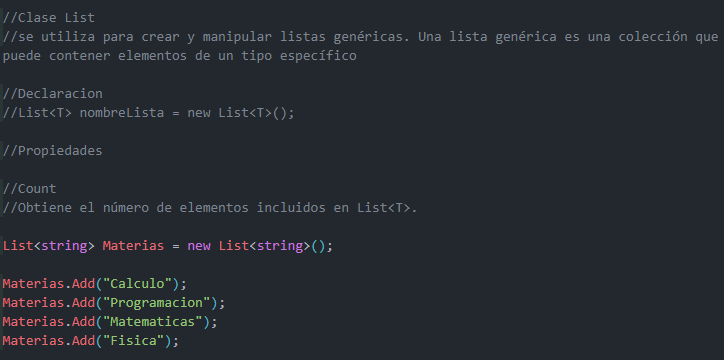 //Clase List
//se utiliza para crear y manipular listas genéricas. Una lista genérica es una colección que
puede contener elementos de un tipo específico
//Declaracion
//List<T> nombreLista = new List<T>();
//Propiedades
//Count
//Obtiene el número de elementos incluidos en List<T>.
List<string> Materias = new List<string>();
Materias.Add("Calculo");
Materias.Add("Programacion");
Materias.Add("Matematicas");
Materias.Add("Fisica");